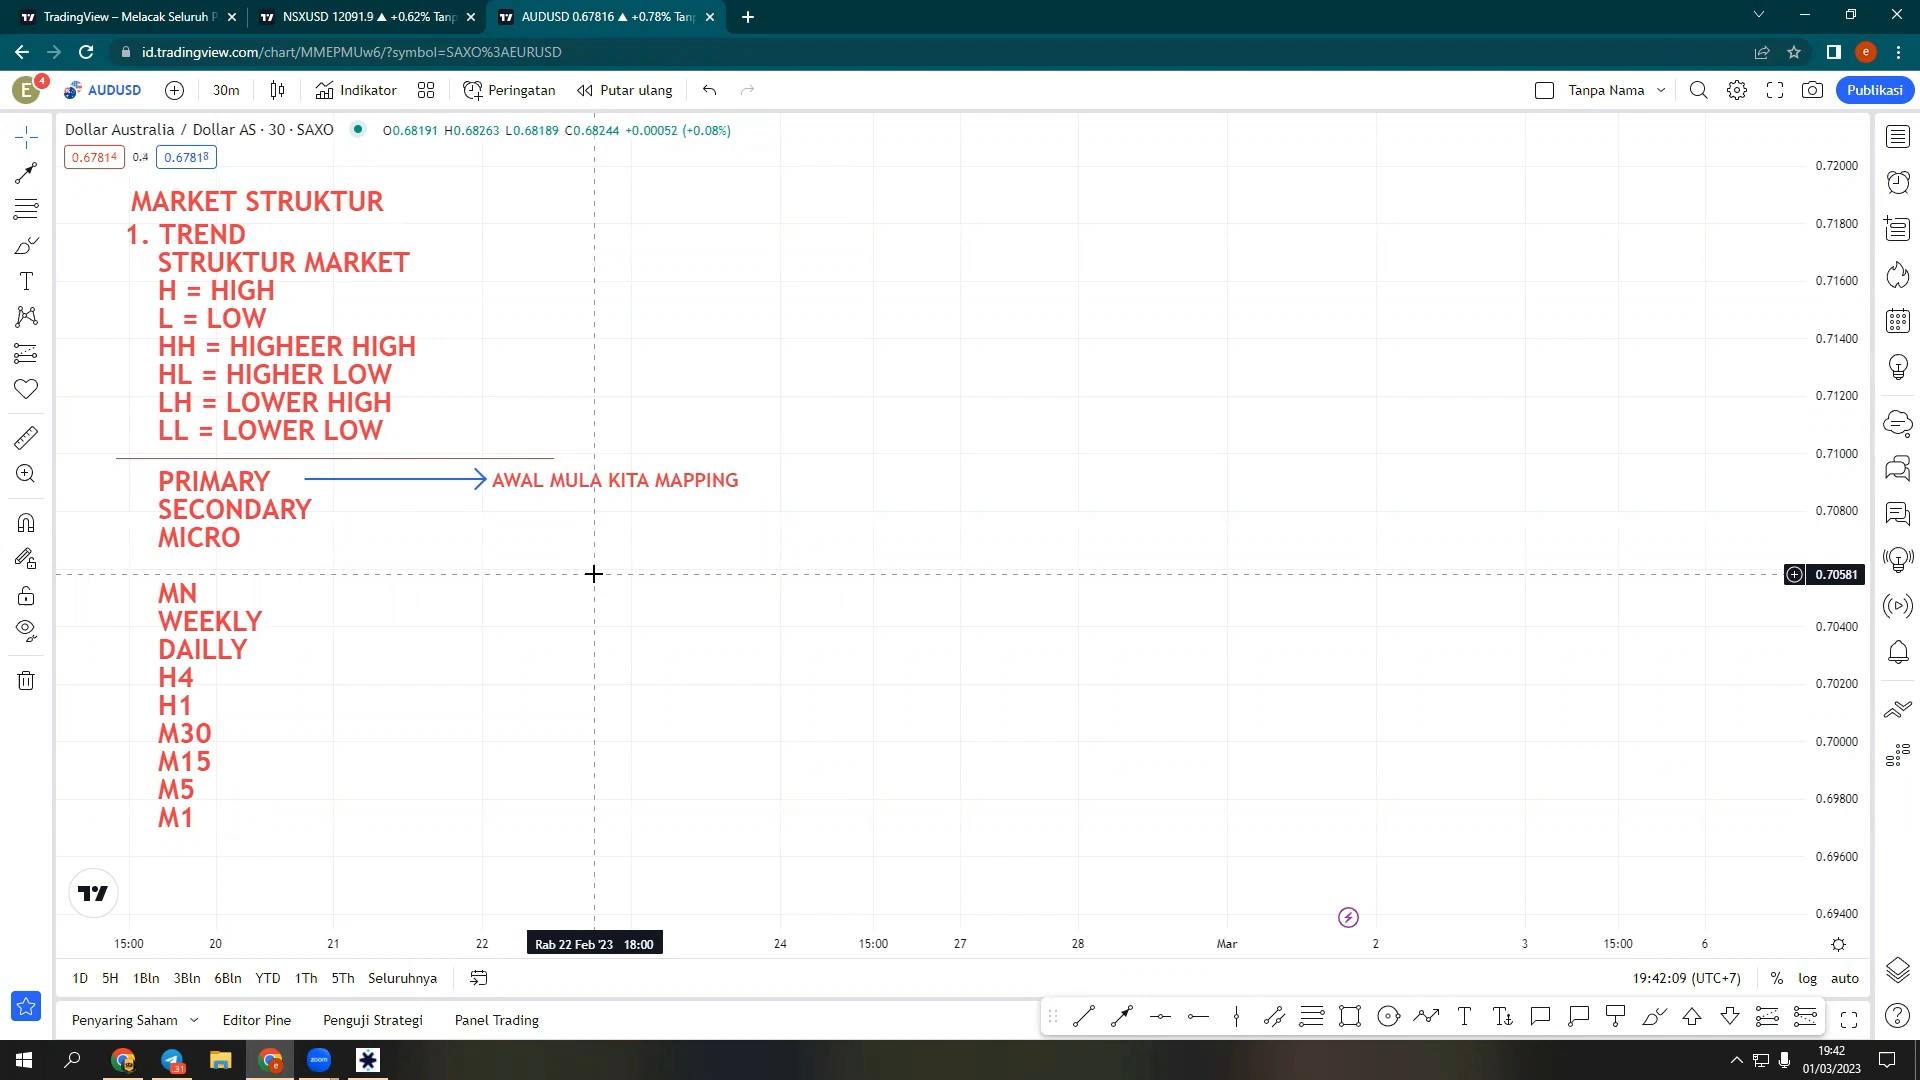 TradingView – Melacak Seluruh P
NSXUSD 12091.9 ▲ +0.62% Tanp
AUDUSD 0.67816 ▲ +0.78% Tan
id.tradingview.com/chart/MMEPMUw6/?symbol=SAXO%3AEURUSD
e
E
4
AUDUSD
30m
Indikator
Peringatan
Putar ulang
Tanpa Nama
Publikasi
Dollar Australia / Dollar AS · 30 · SAXO
O0.68191 H0.68263 L0.68189 C0.68244 +0.00052 (+0.08%)
0.67814
0.4
0.67818
MARKET STRUKTUR
1. TREND
STRUKTUR MARKET
H = HIGH
L = LOW
HH = HIGHEER HIGH
HL = HIGHER LOW
LH = LOWER HIGH
LL = LOWER LOW
PRIMARY
AWAL MULA KITA MAPPING
SECONDARY
MICRO
MN
WEEKLY
DAILLY
H4
H1
M30
M15
M5
M1
0.72000
0.71800
0.71600
0.71400
0.71200
0.71000
0.70800
0.70581
0.70400
0.70200
0.70000
0.69800
0.69600
0.69400
15:00
20
21
22
Rab 22 Feb '23 18:00
24
15:00
27
28
Mar
2
3
15:00
6
1D
5H
1Bln
3Bln
6Bln
YTD
1Th
5Th
Seluruhnya
19:42:09 (UTC+7)
%
log
auto
Penyaring Saham
Editor Pine
Penguji Strategi
Panel Trading
31
e
zoom
19:42
01/03/2023